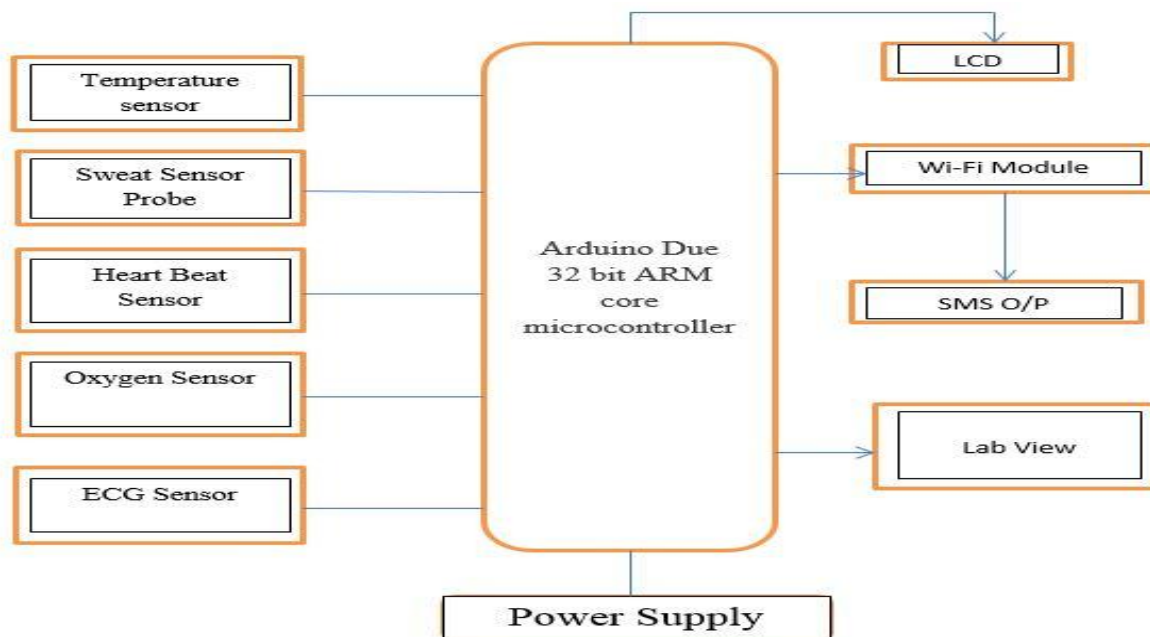 Temperature
sensor
Sweat Sensor
Probe
Heart Beat
Sensor
Oxygen Sensor
ECG Sensor
Arduino Due
32 bit ARM
core
microcontroller
LCD
Wi-Fi Module
SMS O/P
Lab View
Power Supply